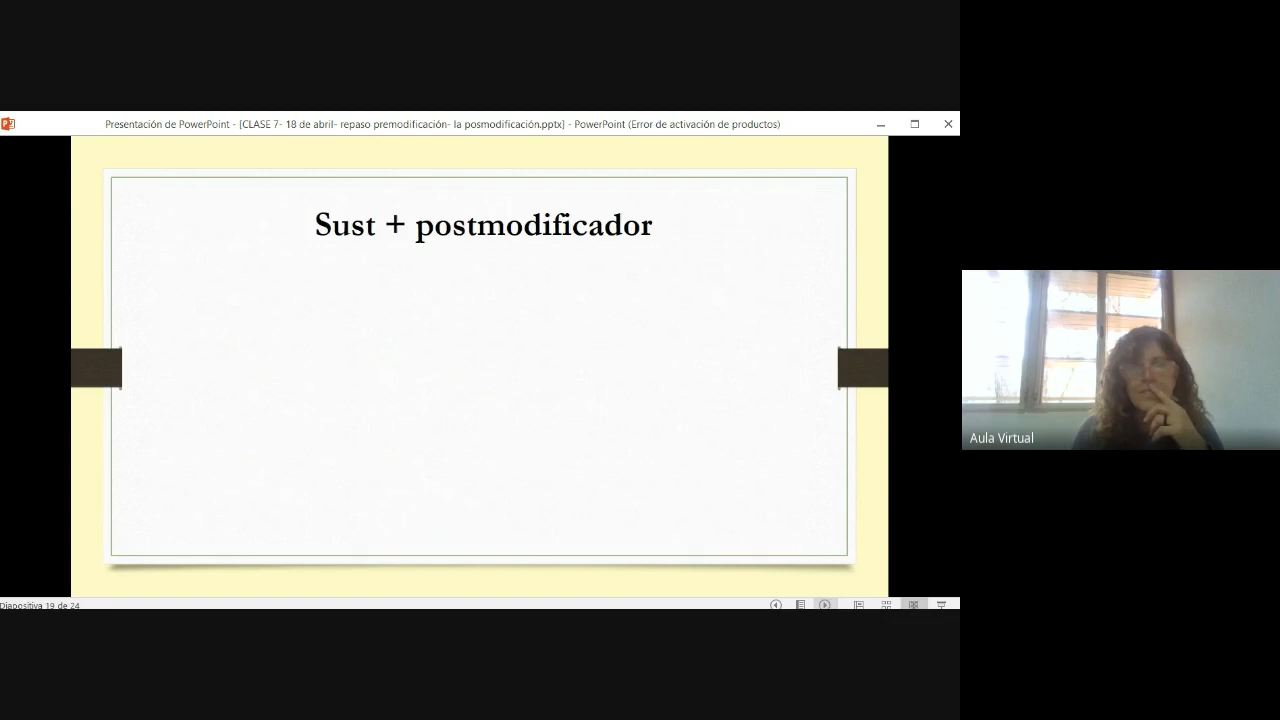 Presentación de PowerPoint - [CLASE 7- 18 de abril- repaso premodificación- la posmodificación.pptx] - PowerPoint (Error de activación de productos)
Sust + postmodificador
Aula Virtual
Diapositiva 19 de 24